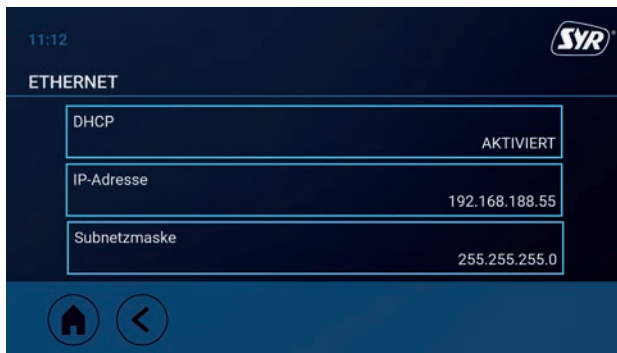 11:12
SYR
ETHERNET
DHCP
AKTIVIERT
IP-Adresse
192.168.188.55
Subnetzmaske
255.255.255.0